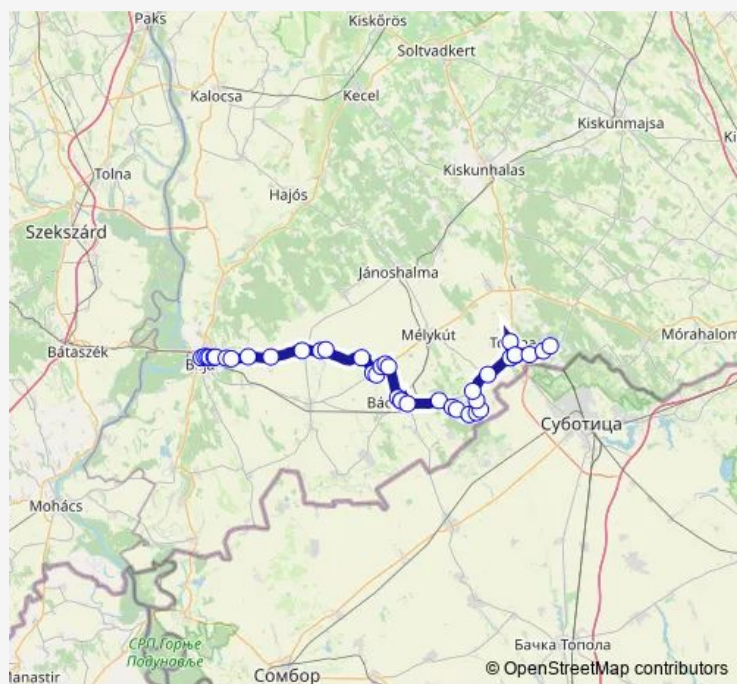 Paks
Kiskőrös
Soltvadkert
Kalocsa
Kecel
Kiskunmajsa
Tolna
Kiskunhalas
Hajós
Szekszárd
Jánoshalma
Mélykút
Mórahalom
Bátaszék
Суботица
Mohács
СРП Горње
Подунавље
Бачка Топола
Сомбор
© OpenStreetMap contributors